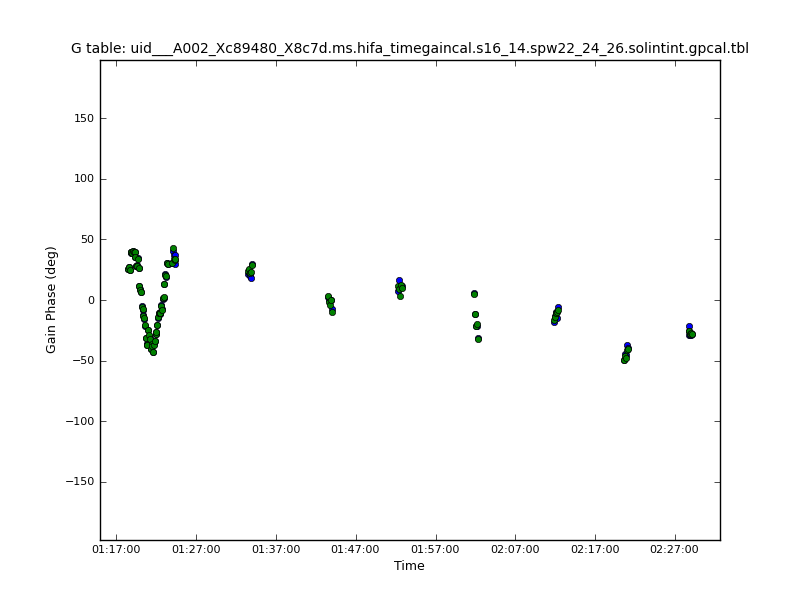 G table: uid___A002_Xc89480_X8c7d.ms.hifa_timegaincal.s16_14.spw22_24_26.solintint.gpcal.tbl
Gain Phase (deg)
150
100
50
0
−50
−100
−150
01:17:00 01:27:00 01:37:00 01:47:00 01:57:00 02:07:00 02:17:00 02:27:00
Time